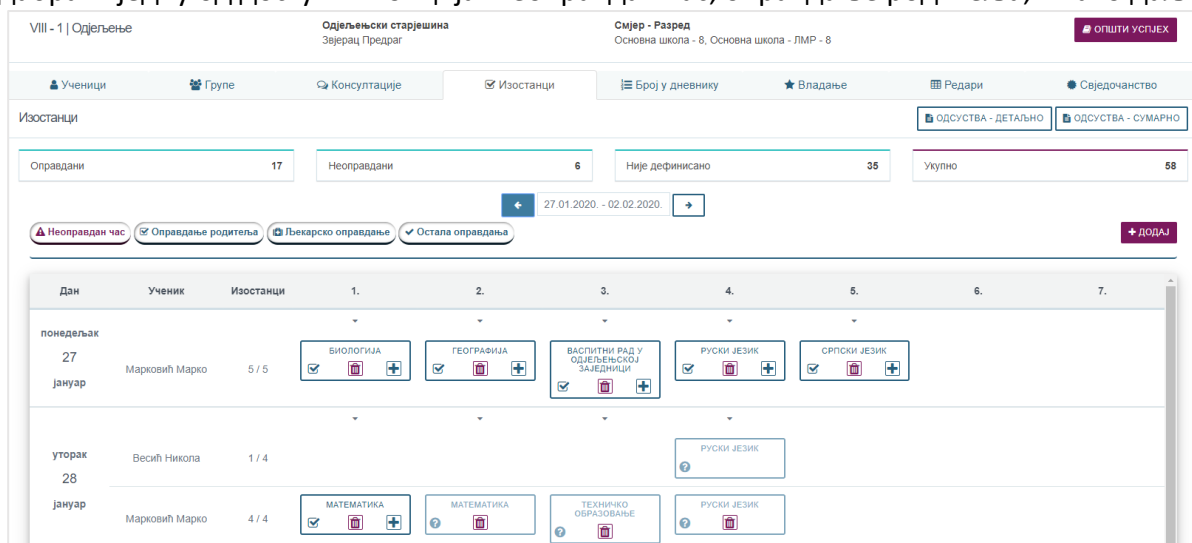 VIII - 1 | Одјељење
Одјељењски старјешина
Звјерац Предраг
Смјер - Разред
Основна школа - 8, Основна школа - ЛМР - 8
ОПШТИ УСПЈЕХ
Ученици
Групе
Консултације
Изостанци
Број у дневнику
Владање
Редари
Свједочанство
Изостанци
ОДСУСТВА - ДЕТАЉНО
ОДСУСТВА - СУМАРНО
Оправдани 17
Неоправдани 6
Није дефинисано 35
Укупно 58
27.01.2020. - 02.02.2020.
Неоправдан час
Оправдање родитеља
Љекарско оправдање
Остала оправдања
ДОДАЈ
Дан Ученик Изостанци 1. 2. 3. 4. 5. 6. 7.
понедељак
27
јануар
Марковић Марко 5 / 5
БИОЛОГИЈА
ГЕОГРАФИЈА
ВАСПИТНИ РАД У
ОДЈЕЉЕЊСКОЈ
ЗАЈЕДНИЦИ
РУСКИ ЈЕЗИК
СРПСКИ ЈЕЗИК
уторак
28
јануар
Весић Никола 1 / 4
РУСКИ ЈЕЗИК
Марковић Марко 4 / 4
МАТЕМАТИКА
МАТЕМАТИКА
ТЕХНИЧКО
ОБРАЗОВАЊЕ
РУСКИ ЈЕЗИК